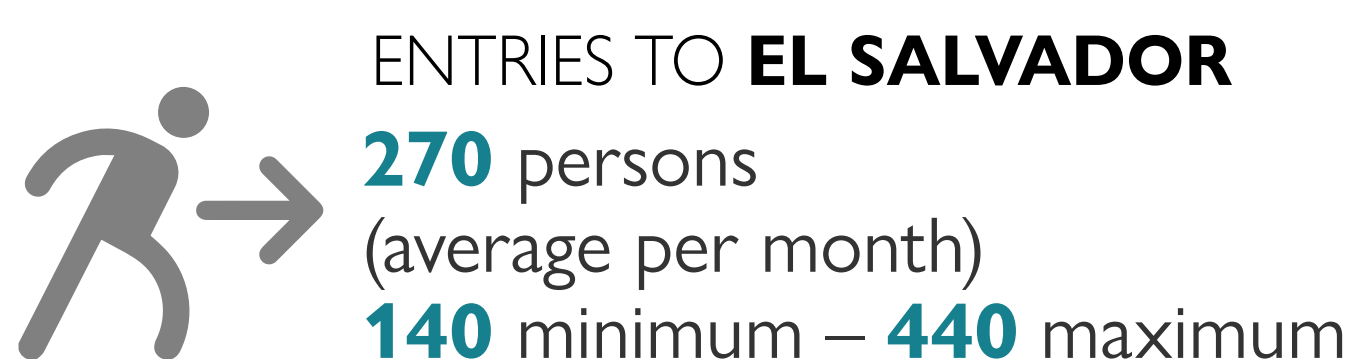 ENTRIES TO EL SALVADOR
270 persons
(average per month)
140 minimum – 440 maximum